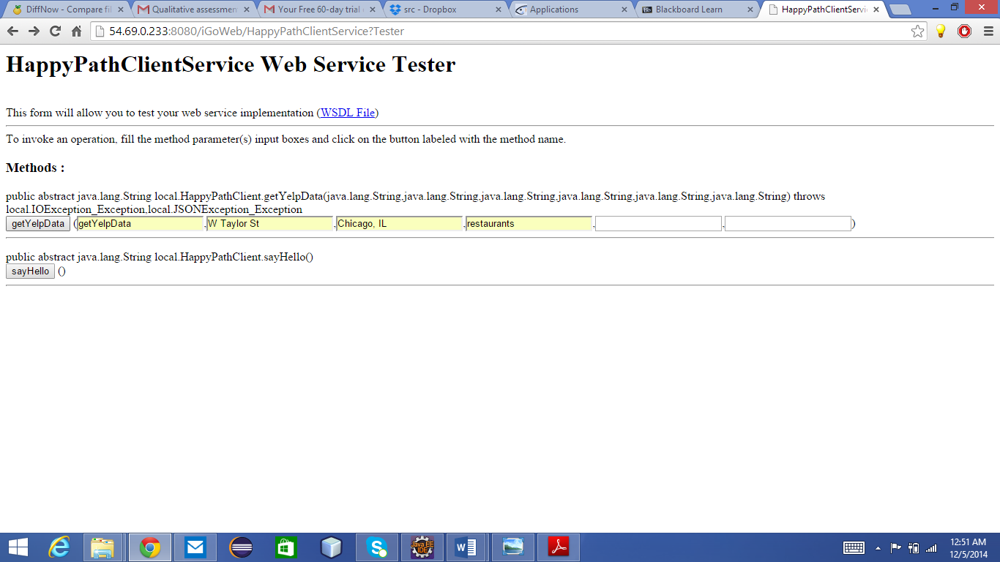 DiffNow - Compare fil
Qualitative assessmen
Your Free 60-day trial
src - Dropbox
Applications
Bb Blackboard Learn
HappyPathClientServi
54.69.0.233:8080/iGoWeb/HappyPathClientService?Tester
HappyPathClientService Web Service Tester
This form will allow you to test your web service implementation (WSDL File)
To invoke an operation, fill the method parameter(s) input boxes and click on the button labeled with the method name.
Methods :
public abstract java.lang.String local.HappyPathClient.getYelpData(java.lang.String,java.lang.String,java.lang.String,java.lang.String,java.lang.String,java.lang.String) throws
local.IOException_Exception,local.JSONException_Exception
getYelpData (getYelpData ,W Taylor St ,Chicago, IL ,restaurants , , )
public abstract java.lang.String local.HappyPathClient.sayHello()
sayHello ()
Java EE
IDE
12:51 AM
12/5/2014